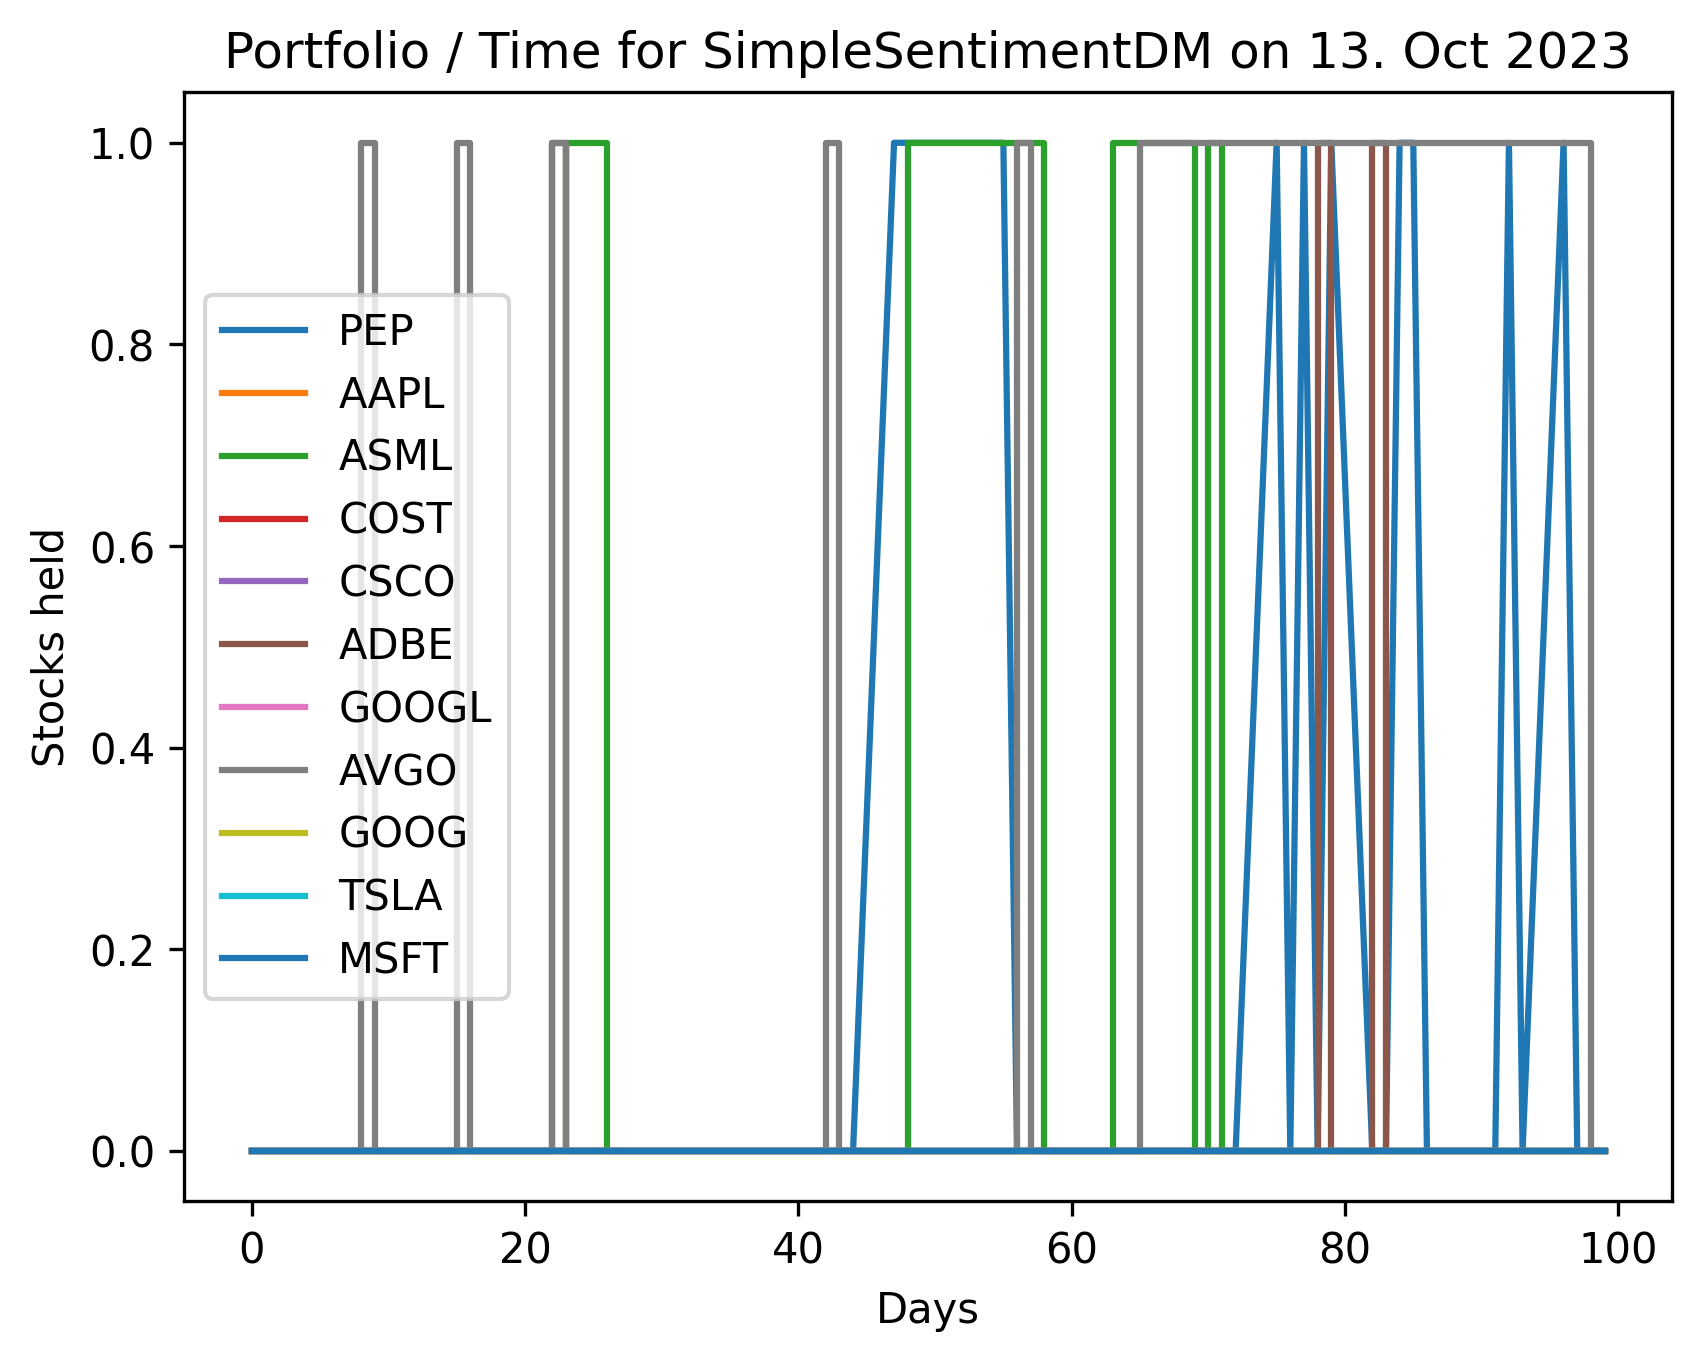 Portfolio / Time for SimpleSentimentDM on 13. Oct 2023
1.0
0.8
0.6
0.4
0.2
0.0
Stocks held
PEP
AAPL
ASML
COST
CSCO
ADBE
GOOGL
AVGO
GOOG
TSLA
MSFT
0 20 40 60 80 100
Days